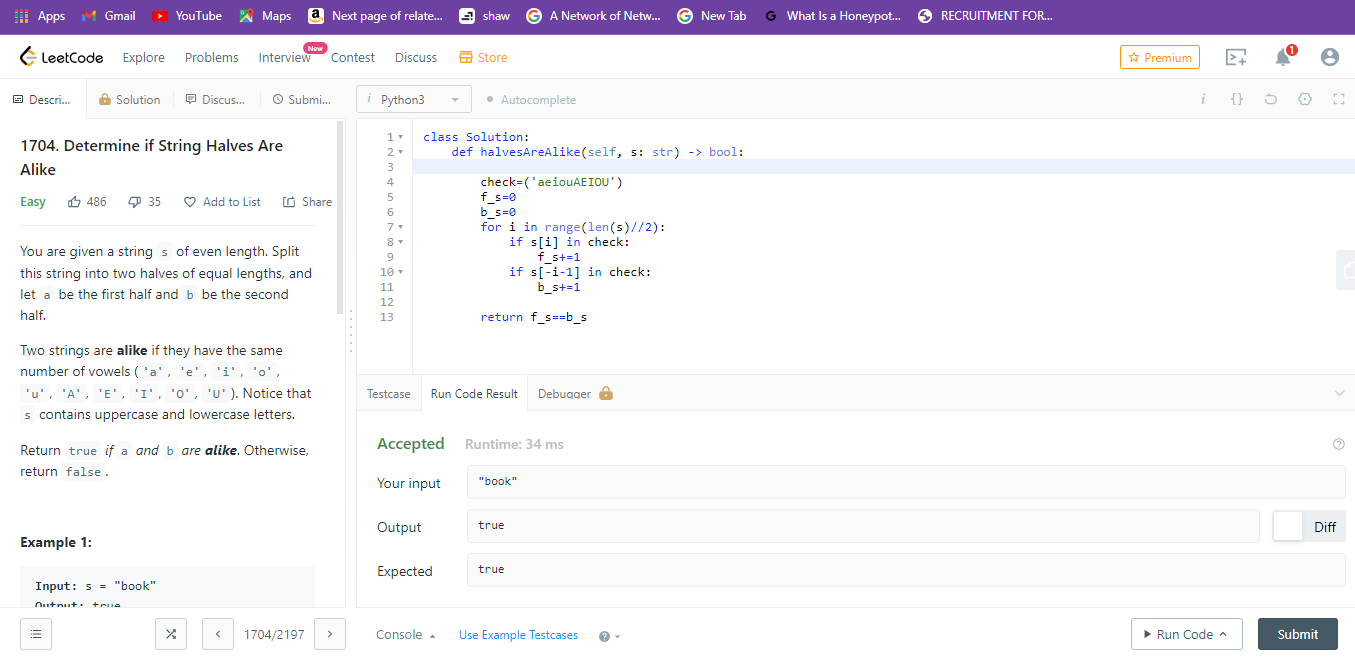 Apps Gmail YouTube Maps Next page of relate... shaw A Network of Netw... New Tab What Is a Honeypot... RECRUITMENT FOR...
LeetCode Explore Problems Interview New Contest Discuss Store Premium 1
Descri... Solution Discus... Submi... i Python3 Autocomplete i {}
1704. Determine if String Halves Are
Alike
Easy 486 35 Add to List Share
You are given a string s of even length. Split
this string into two halves of equal lengths, and
let a be the first half and b be the second
half.
Two strings are alike if they have the same
number of vowels ( 'a' , 'e' , 'i' , 'o' ,
'u' , 'A' , 'E' , 'I' , 'O' , 'U' ). Notice that
s contains uppercase and lowercase letters.
Return true if a and b are alike. Otherwise,
return false .
Example 1:
Input: s = "book"
Output: true
1 class Solution:
2 def halvesAreAlike(self, s: str) -> bool:
3
4 check=('aeiouAEIOU')
5 f_s=0
6 b_s=0
7 for i in range(len(s)//2):
8 if s[i] in check:
9 f_s+=1
10 if s[-i-1] in check:
11 b_s+=1
12
13 return f_s==b_s
Testcase Run Code Result Debugger
Accepted Runtime: 34 ms ?
Your input "book"
Output true Diff
Expected true
< 1704/2197 > Console Use Example Testcases ? Run Code Submit